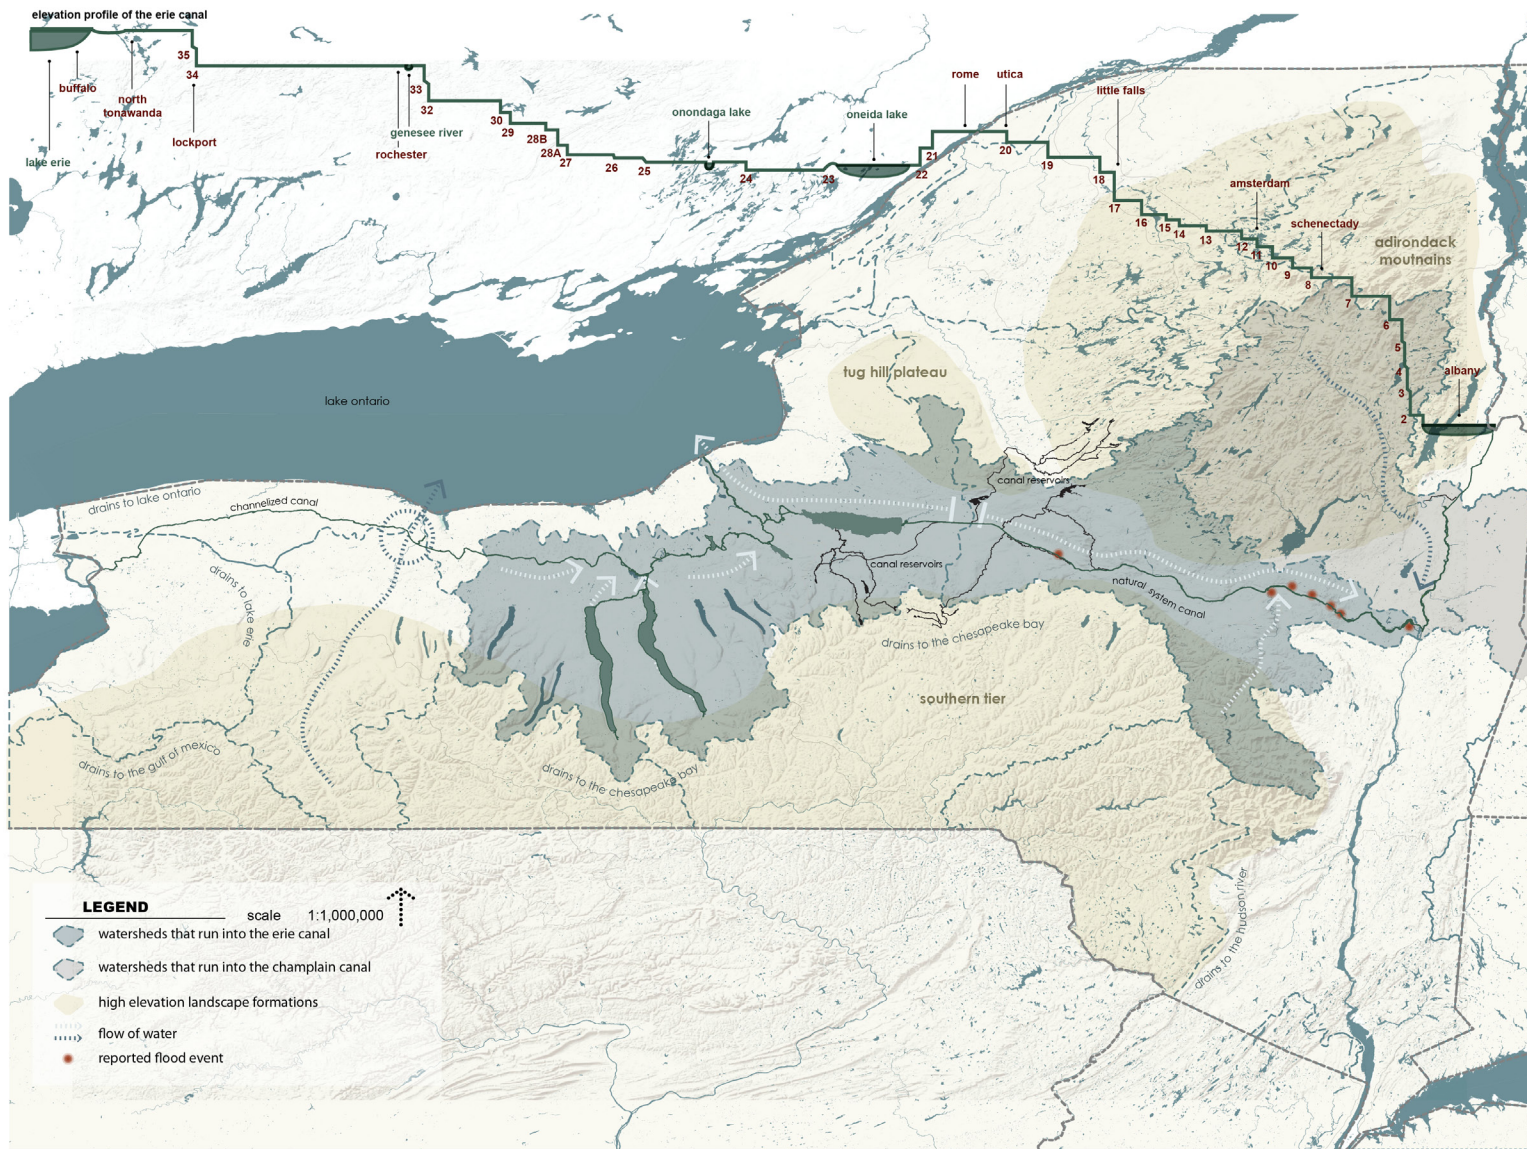 elevation profile of the erie canal
35
34
buffalo
north
tonawanda
lake erie
lockport
33
32
genesee river
rochester
30
29
28B
28A
27
26
25
onondaga lake
24
23
oneida lake
22
21
rome
utica
20
19
little falls
18
17
16
15
14
13
amsterdam
12
11
10
9
schenectady
8
7
6
5
4
3
2
albany
adirondack
moutnains
tug hill plateau
lake ontario
drains to lake ontario
channelized canal
canal reservoirs
canal reservoirs
natural system canal
drains to lake erie
drains to the chesapeake bay
southern tier
drains to the gulf of mexico
drains to the chesapeake bay
drains to the hudson river
LEGEND
scale 1:1,000,000
watersheds that run into the erie canal
watersheds that run into the champlain canal
high elevation landscape formations
flow of water
reported flood event